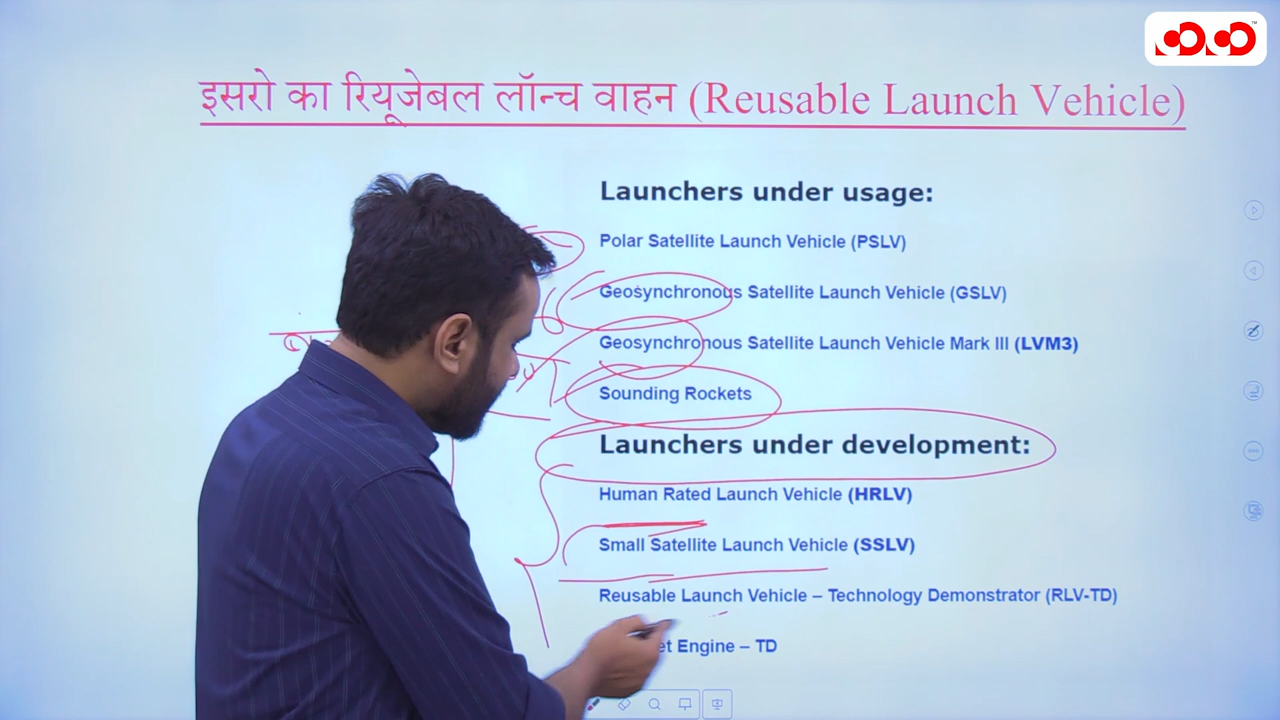 इसरो का रियूजेबल लॉन्च वाहन (Reusable Launch Vehicle)
Launchers under usage:
Polar Satellite Launch Vehicle (PSLV)
Geosynchronous Satellite Launch Vehicle (GSLV)
Geosynchronous Satellite Launch Vehicle Mark III (LVM3)
Sounding Rockets
Launchers under development:
Human Rated Launch Vehicle (HRLV)
Small Satellite Launch Vehicle (SSLV)
Reusable Launch Vehicle – Technology Demonstrator (RLV-TD)
Engine – TD